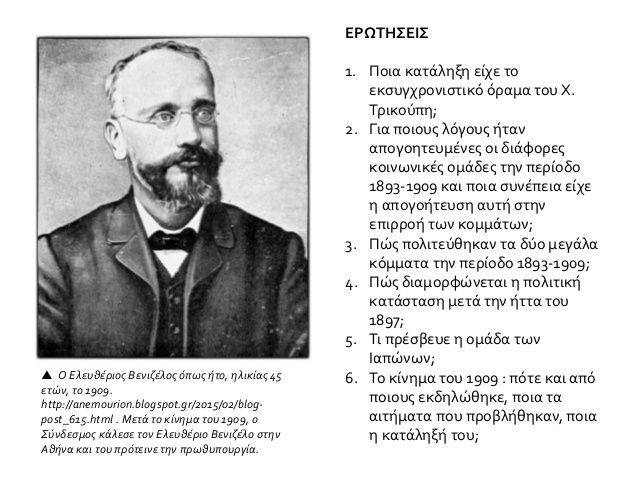 ΕΡΩΤΗΣΕΙΣ
1. Ποια κατάληξη είχε το
εκσυγχρονιστικό όραμα του Χ.
Τρικούπη;
2. Για ποιους λόγους ήταν
απογοητευμένες οι διάφορες
κοινωνικές ομάδες την περίοδο
1893-1909 και ποια συνέπεια είχε
η απογοήτευση αυτή στην
επιρροή των κομμάτων;
3. Πώς πολιτεύθηκαν τα δύο μεγάλα
κόμματα την περίοδο 1893-1909;
4. Πώς διαμορφώνεται η πολιτική
κατάσταση μετά την ήττα του
1897;
5. Τι πρέσβευε η ομάδα των
Ιαπώνων;
6. Το κίνημα του 1909 : πότε και από
ποιους εκδηλώθηκε, ποια τα
αιτήματα που προβλήθηκαν, ποια
η κατάληξή του;
▲ Ο Ελευθέριος Βενιζέλος όπως ήτο, ηλικίας 45
ετών, το 1909.
http://anemourion.blogspot.gr/2015/02/blog-
post_615.html . Μετά το κίνημα του 1909, ο
Σύνδεσμος κάλεσε τον Ελευθέριο Βενιζέλο στην
Αθήνα και του πρότεινε την πρωθυπουργία.